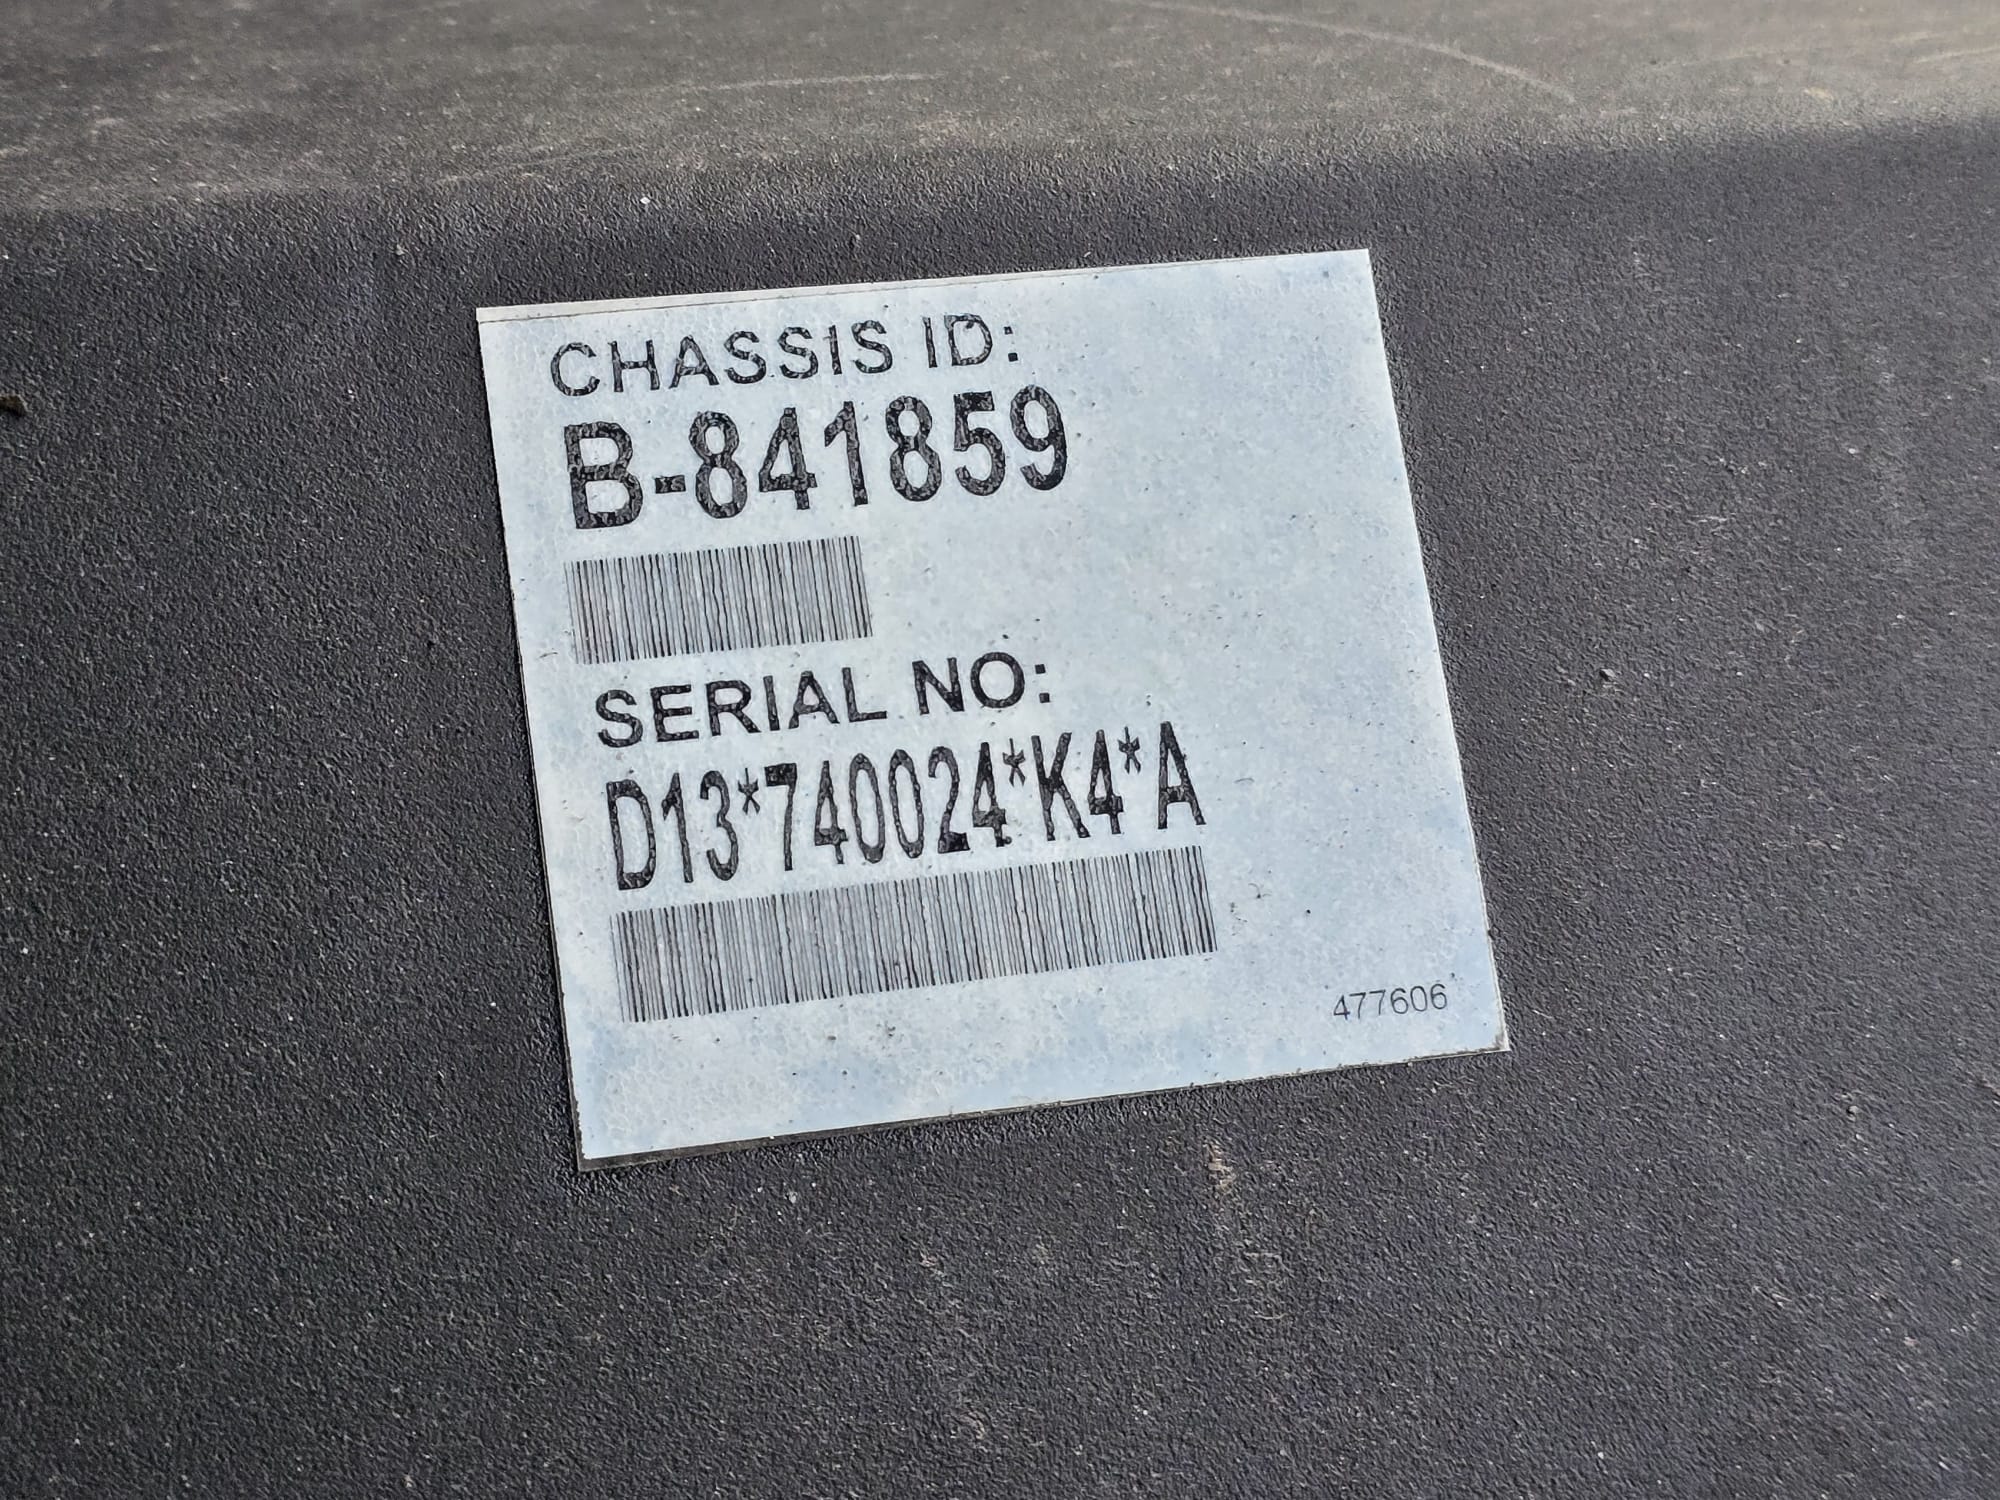 CHASSIS ID:
B-841859
SERIAL NO:
D13*740024*K4*A
477606